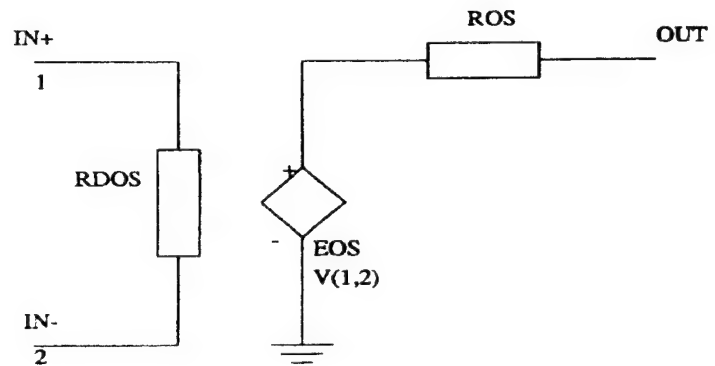 ROS
OUT
IN+
1
RDOS
+
-
EOS
V(1,2)
IN-
2